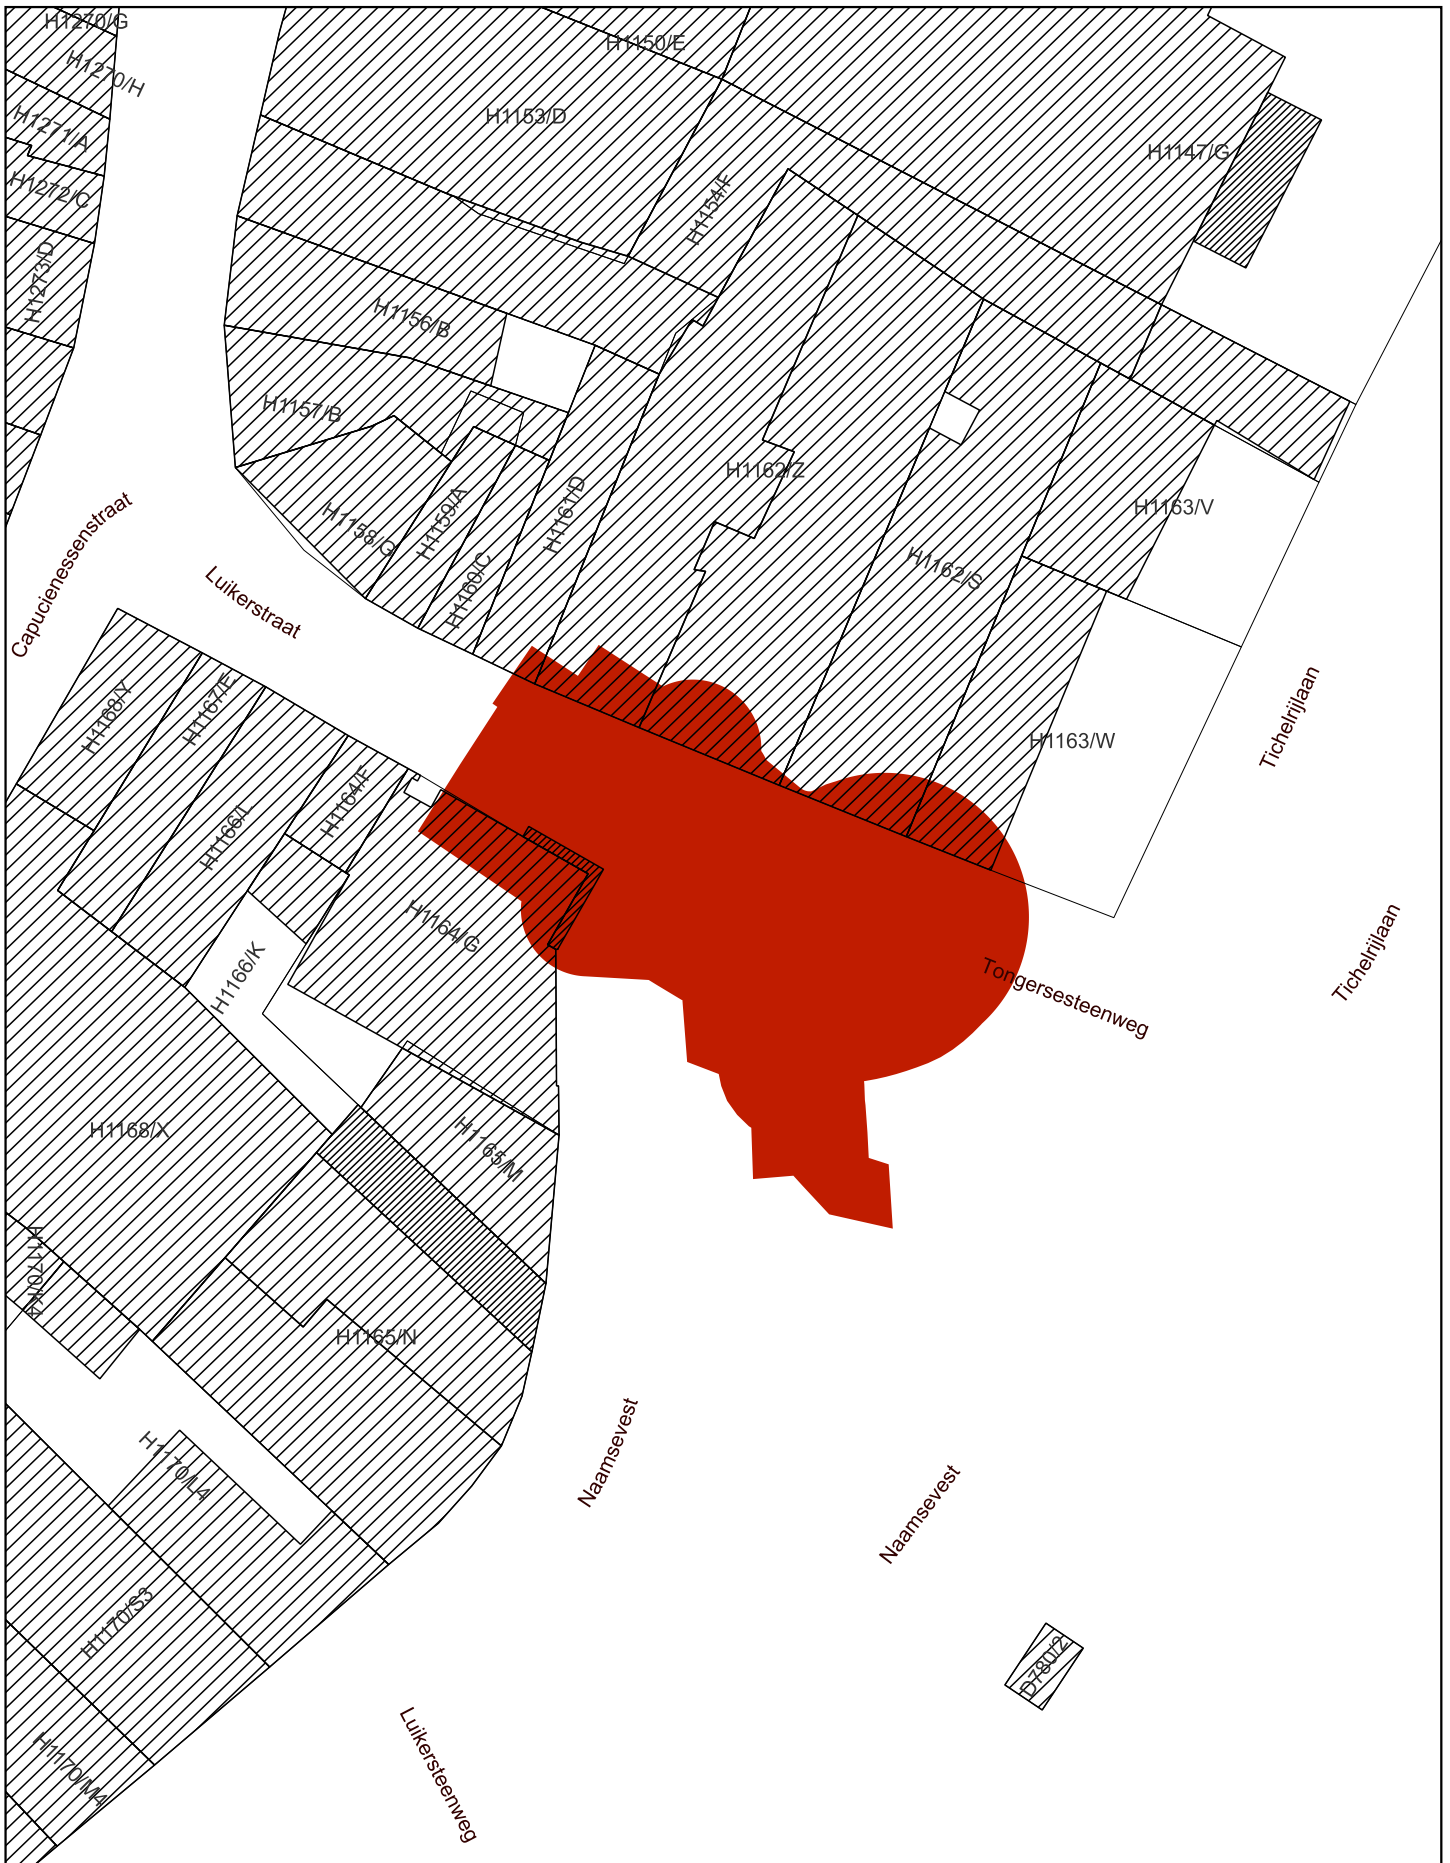 H1270/G
H1150/E
H1270/H
H1153/D
H1271/A
H1147/G
H1272/C
H1154/F
H1273/D
H1156/B
H1157/B
H1162/Z
H1163/V
H1158/G
H1159/A
H1161/D
H1160/C
H1162/S
Capucienessenstraat
Luikerstraat
H1168/Y
H1167/E
Tichelrijlaan
H1163/W
H1164/F
H1166/L
H1164/G
Tichelrijlaan
H1166/K
Tongersesteenweg
H1168/X
H1165/M
H1170/K4
H1165/N
Naamsevest
H1170/L4
Naamsevest
H1170/S3
D780/2
H1170/M4
Luikersteenweg